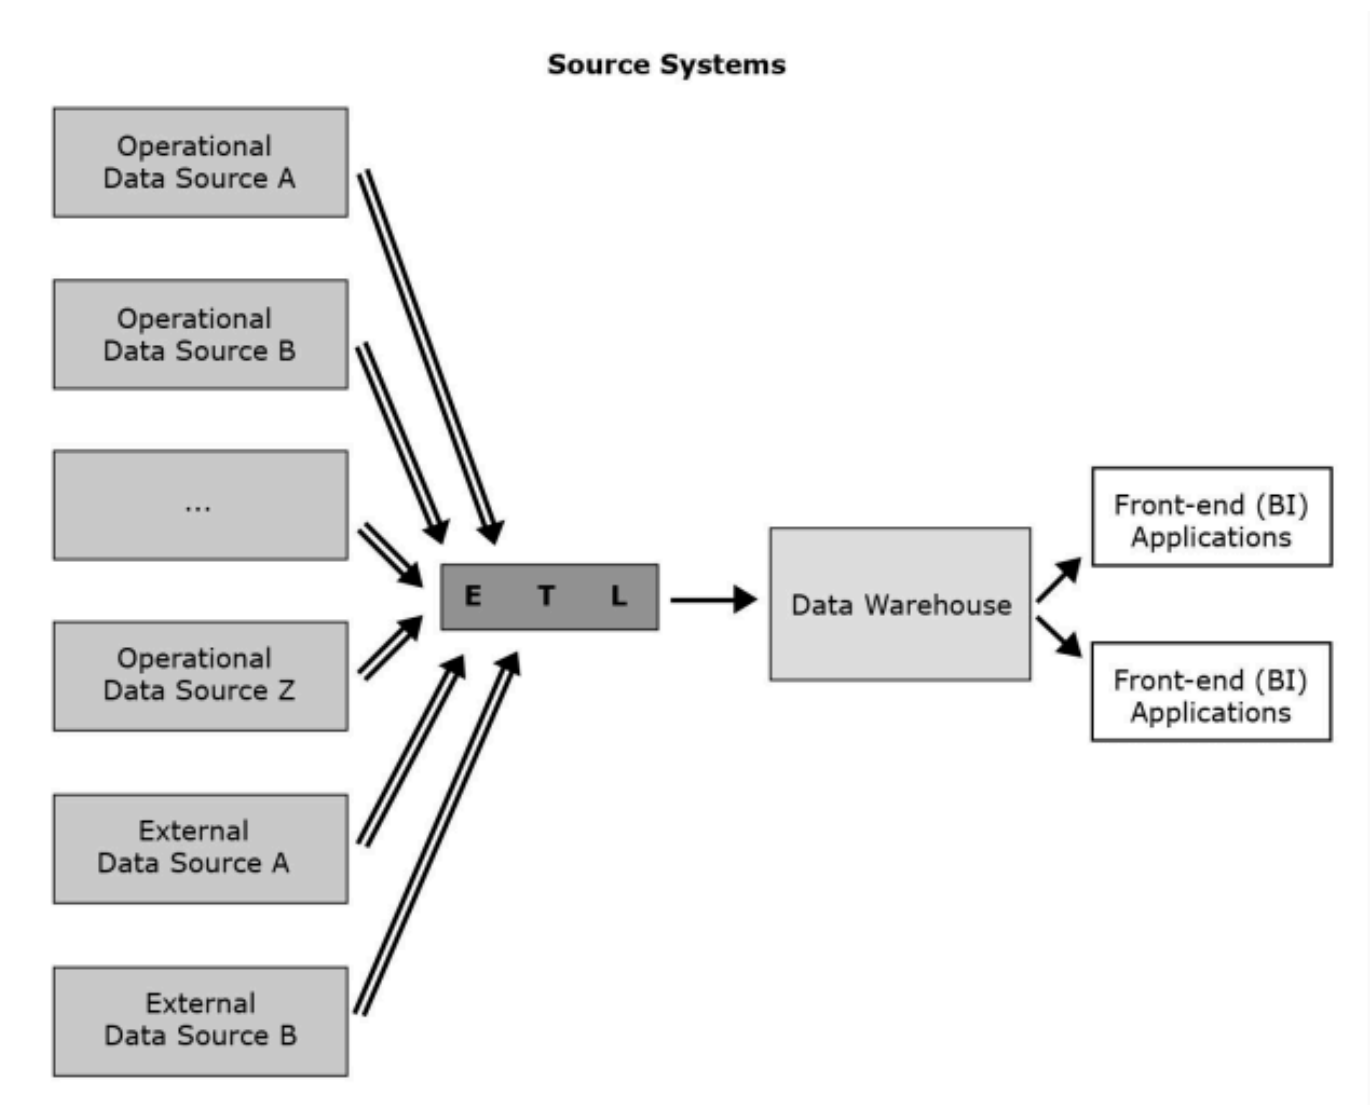 Source Systems
Operational
Data Source A
Operational
Data Source B
...
Operational
Data Source Z
External
Data Source A
External
Data Source B
E T L
Data Warehouse
Front-end (BI)
Applications
Front-end (BI)
Applications